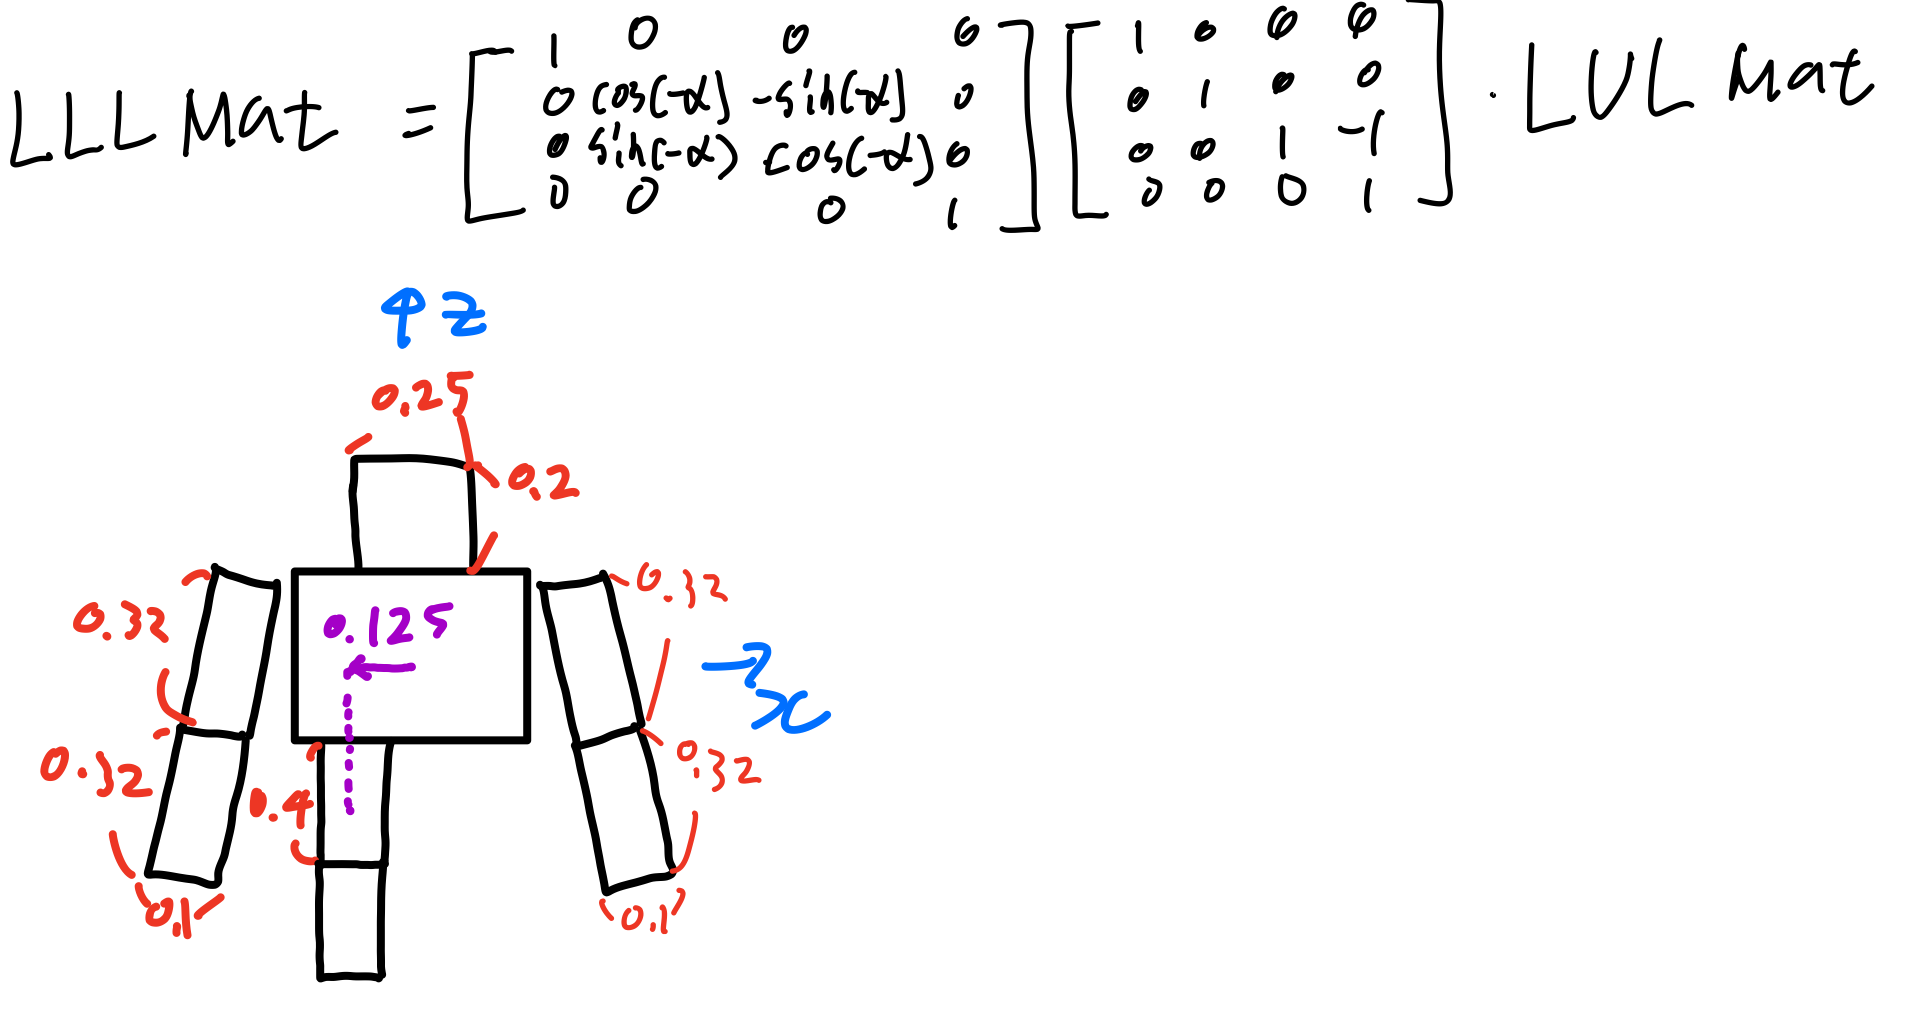 LLL Mat = [ 1 0 0 0 ] [ 1 0 0 0 ] . LUL Mat
0 cos(-α) -sin(-α) 0 0 1 0 0
0 sin(-α) cos(-α) 0 0 0 1 -1
0 0 0 1 0 0 0 1
↑ z
0.25
0.2
0.32
0.32
0.125
←
→ x
0.32
0.4
0.32
0.1
0.1